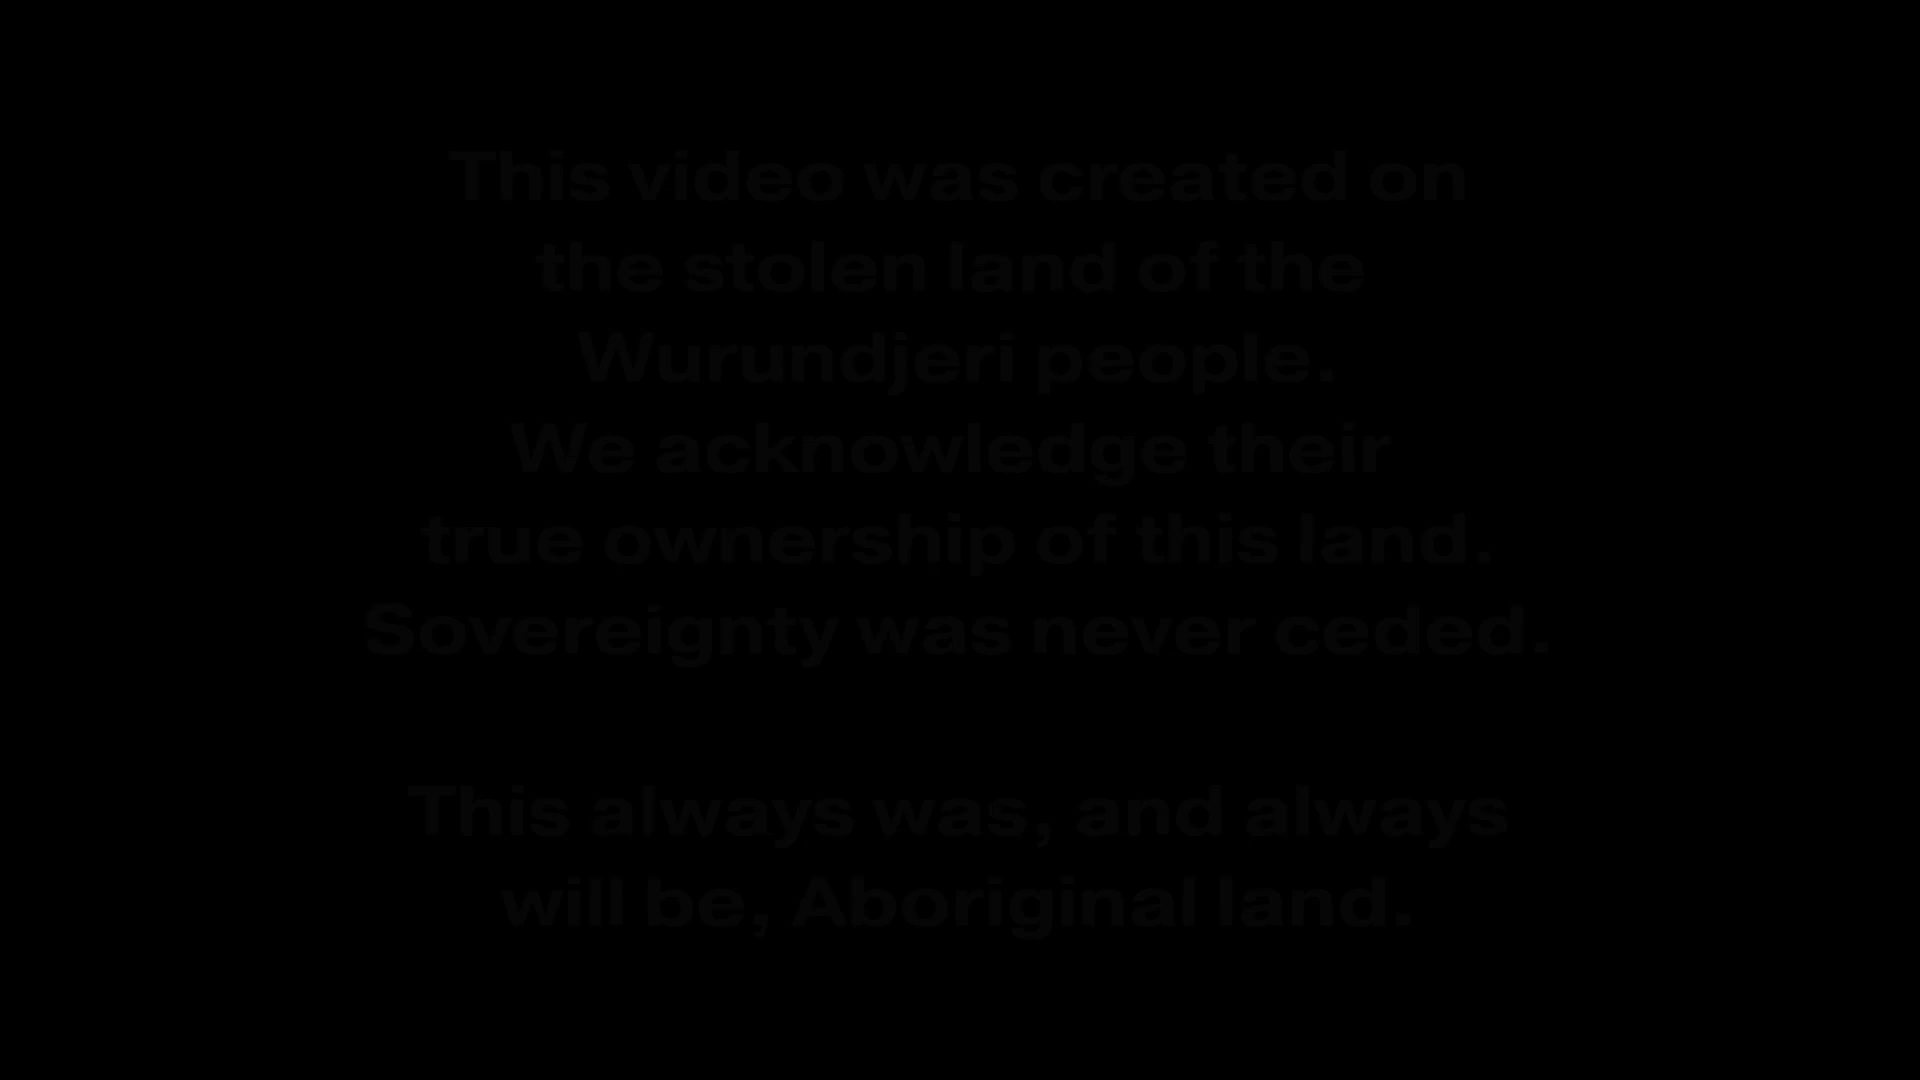 This video was created on
the stolen land of the
Wurundjeri people.
We acknowledge their
true ownership of this land.
Sovereignty was never ceded.
This always was, and always
will be, Aboriginal land.